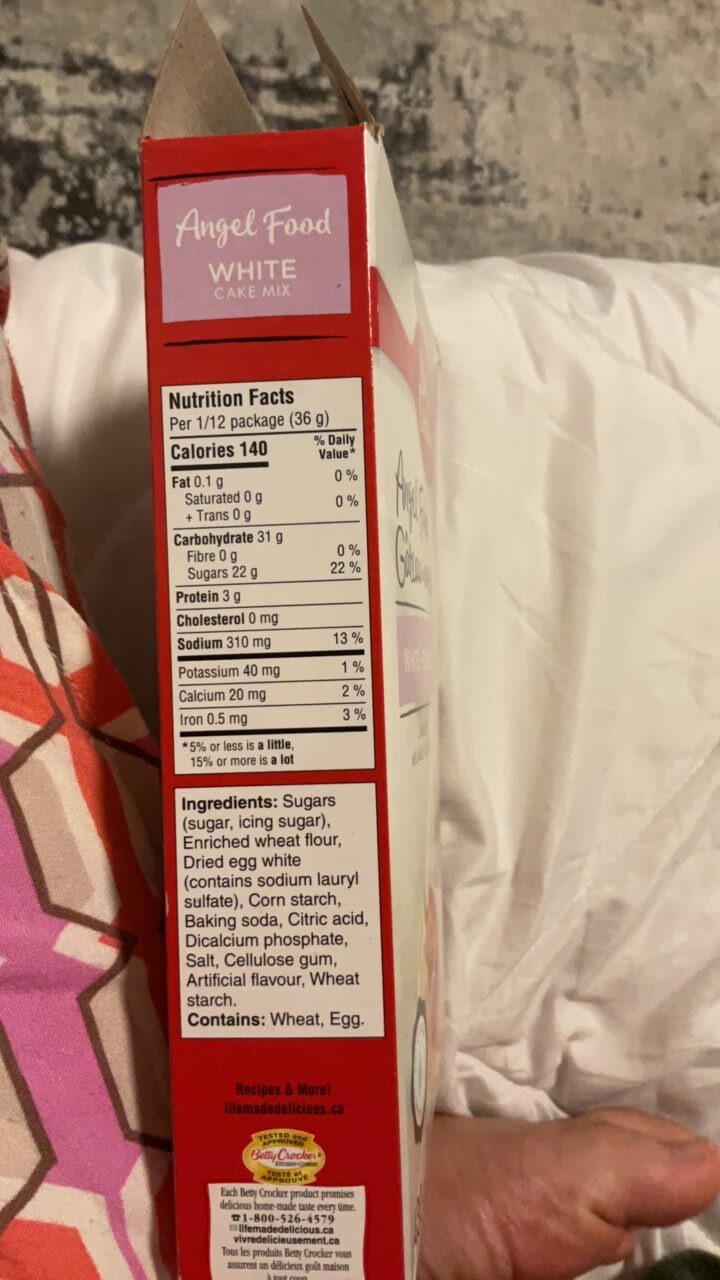 Angel Food
WHITE
CAKE MIX
Nutrition Facts
Per 1/12 package (36 g)
Calories 140
% Daily
Value*
Fat 0.1 g 0 %
Saturated 0 g 0 %
+ Trans 0 g
Carbohydrate 31 g
Fibre 0 g 0 %
Sugars 22 g 22 %
Protein 3 g
Cholesterol 0 mg
Sodium 310 mg 13 %
Potassium 40 mg 1 %
Calcium 20 mg 2 %
Iron 0.5 mg 3 %
*5% or less is a little,
15% or more is a lot
Ingredients: Sugars
(sugar, icing sugar),
Enriched wheat flour,
Dried egg white
(contains sodium lauryl
sulfate), Corn starch,
Baking soda, Citric acid,
Dicalcium phosphate,
Salt, Cellulose gum,
Artificial flavour, Wheat
starch.
Contains: Wheat, Egg.
Recipes & More!
lifemadedelicious.ca
TESTED and
APPROVED
Betty Crocker
TESTÉ et
APPROUVÉ
Each Betty Crocker product promises
delicious home-made taste every time.
1-800-526-4579
lifemadedelicious.ca
vivredelicieusement.ca
Tous les produits Betty Crocker vous
assurent un délicieux goût maison
à tout coup.
Angel
WHITE